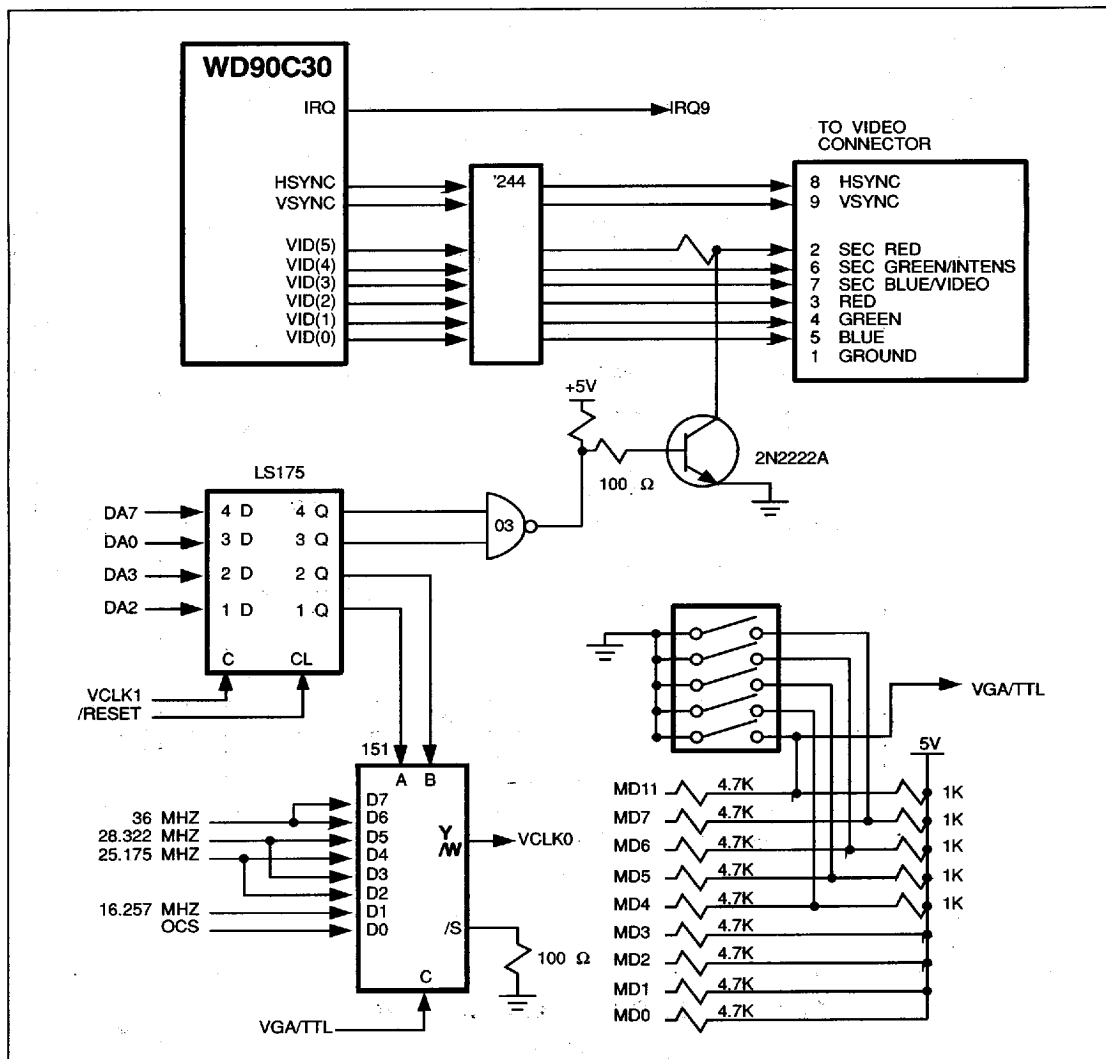 WD90C30
IRQ
IRQ9
TO VIDEO
CONNECTOR
HSYNC
'244
8 HSYNC
VSYNC
9 VSYNC
VID(5)
2 SEC RED
VID(4)
6 SEC GREEN/INTENS
VID(3)
7 SEC BLUE/VIDEO
VID(2)
3 RED
VID(1)
4 GREEN
VID(0)
5 BLUE
1 GROUND
+5V
2N2222A
100 Ω
LS175
DA7
4 D
4 Q
03
DA0
3 D
3 Q
DA3
2 D
2 Q
DA2
1 D
1 Q
C
CL
VCLK1
/RESET
VGA/TTL
151
A
B
5V
D7
36 MHZ
D6
28.322 MHZ
D5
Y
/W
VCLK0
25.175 MHZ
D4
D3
D2
16.257 MHZ
D1
OCS
D0
/S
100 Ω
C
VGA/TTL
MD11 4.7K 1K
MD7 4.7K 1K
MD6 4.7K 1K
MD5 4.7K 1K
MD4 4.7K 1K
MD3 4.7K
MD2 4.7K
MD1 4.7K
MD0 4.7K